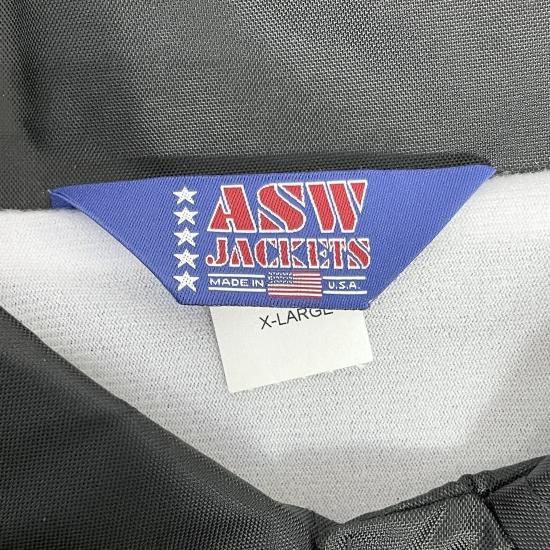 ASW
JACKETS
MADE IN U.S.A.
X-LARGE